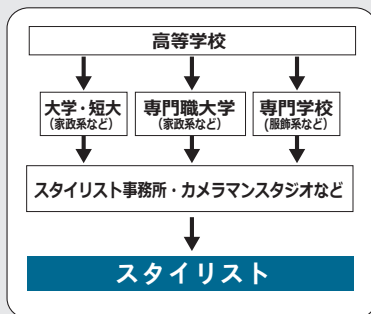 高等学校
大学・短大
(家政系など)
専門職大学
(家政系など)
専門学校
(服飾系など)
スタイリスト事務所・カメラマンスタジオなど
スタイリスト